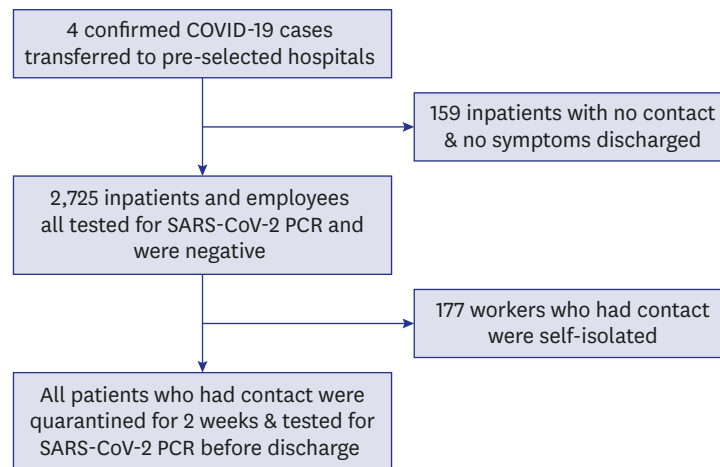 4 confirmed COVID-19 cases
transferred to pre-selected hospitals
159 inpatients with no contact
& no symptoms discharged
2,725 inpatients and employees
all tested for SARS-CoV-2 PCR and
were negative
177 workers who had contact
were self-isolated
All patients who had contact were
quarantined for 2 weeks & tested for
SARS-CoV-2 PCR before discharge